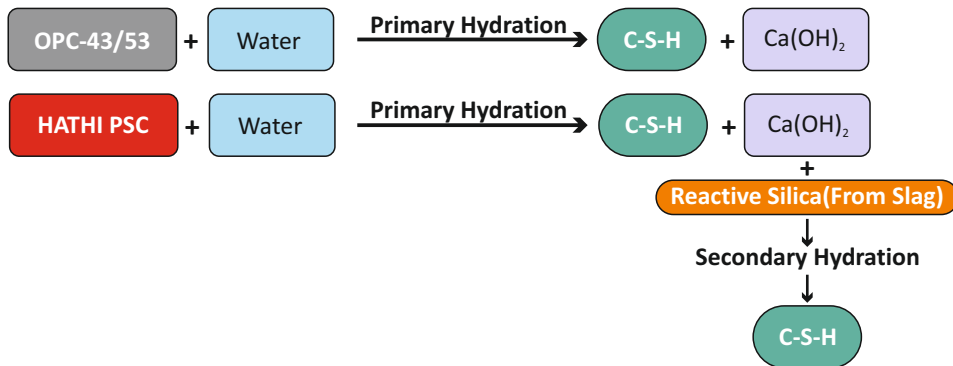 OPC-43/53 + Water Primary Hydration C-S-H + Ca(OH)₂
HATHI PSC + Water Primary Hydration C-S-H + Ca(OH)₂
+
Reactive Silica(From Slag)
Secondary Hydration
C-S-H